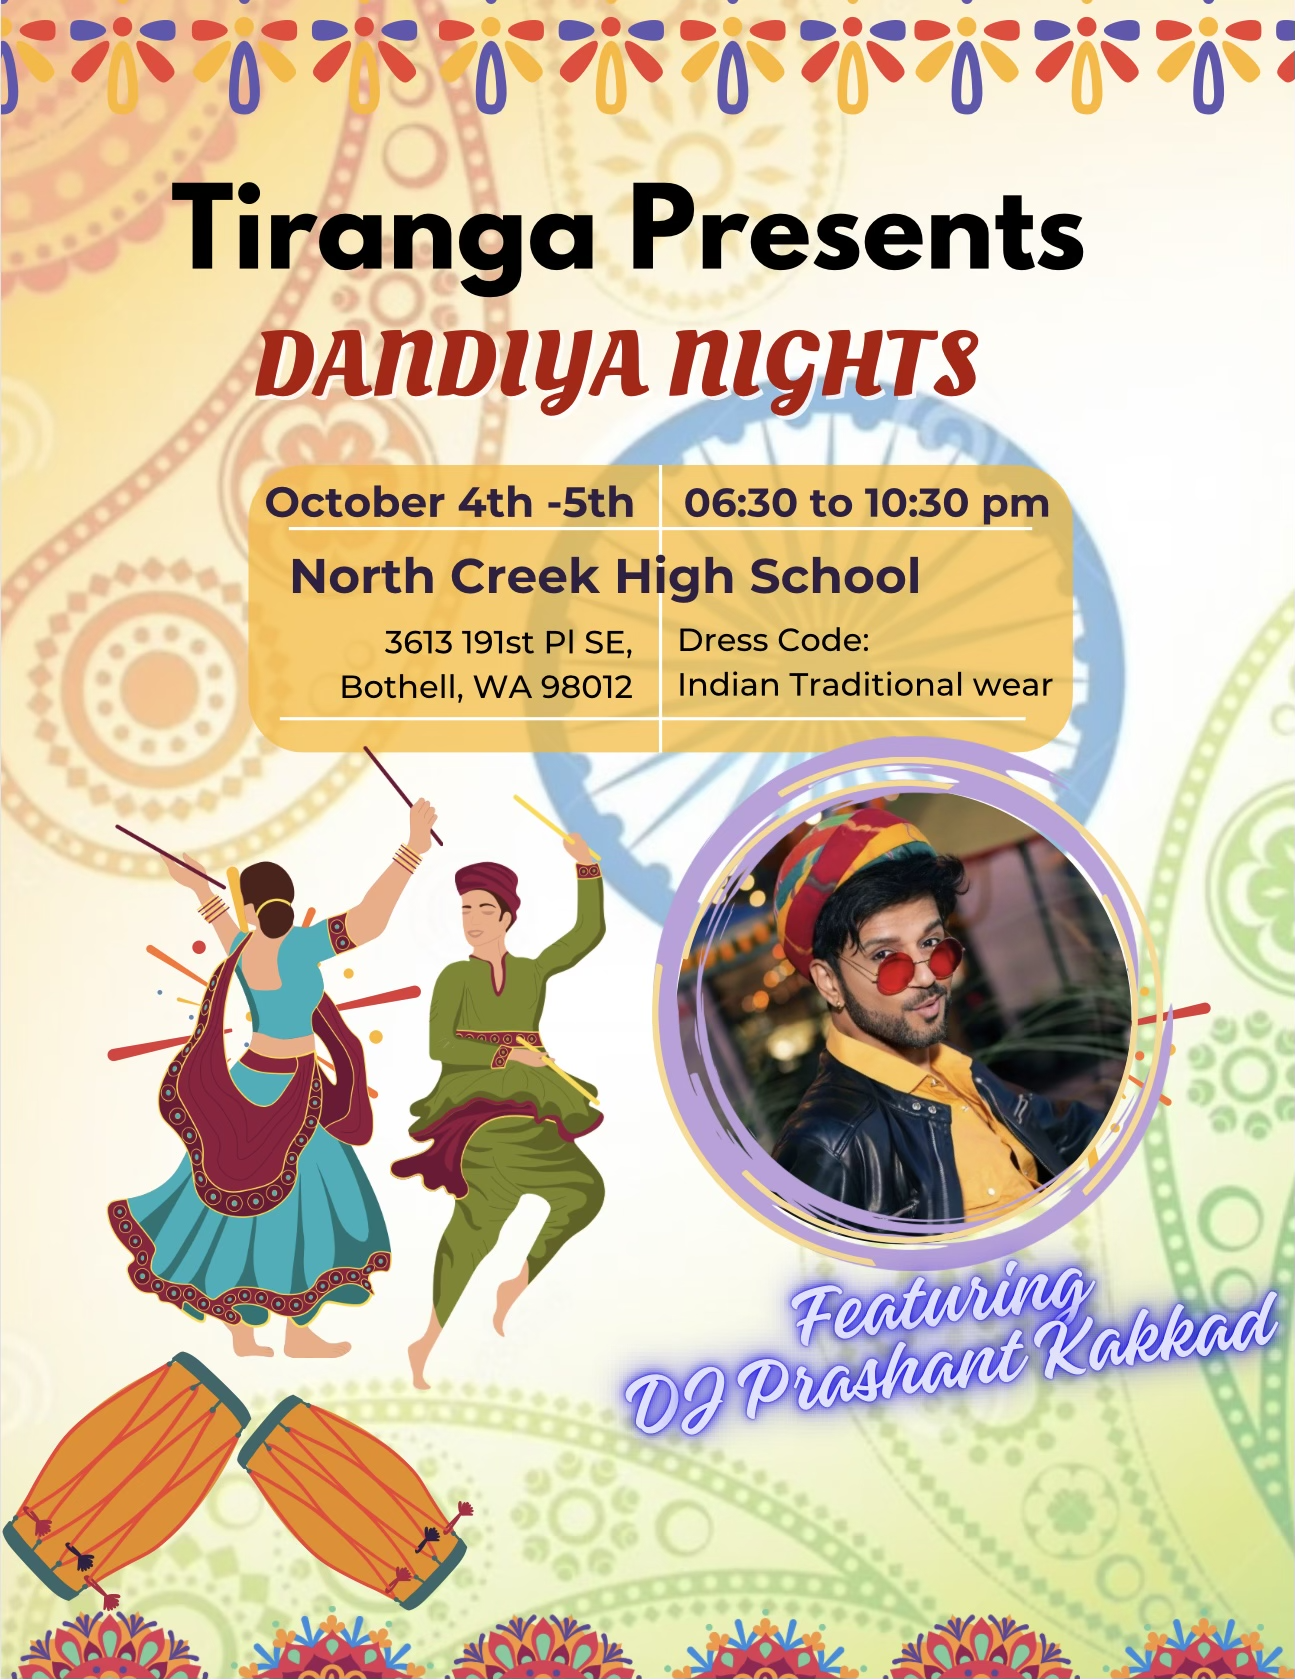 Tiranga Presents
DANDIYA NIGHTS
October 4th -5th
06:30 to 10:30 pm
North Creek High School
3613 191st Pl SE,
Bothell, WA 98012
Dress Code:
Indian Traditional wear
Featuring
DJ Prashant Kakkad